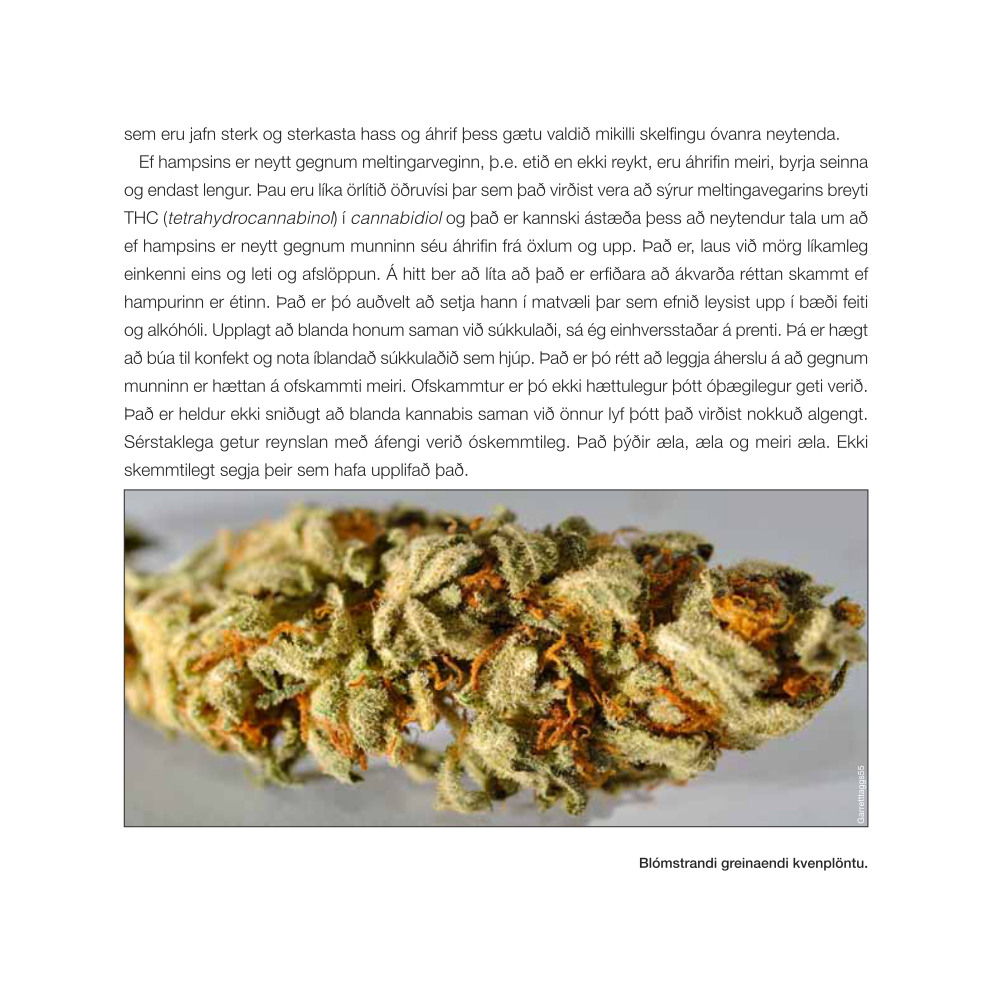 sem eru jafn sterk og sterkasta hass og áhrif þess gætu valdið mikilli skelfingu óvanra neytenda.
Ef hampsins er neytt gegnum meltingarveginn, þ.e. etið en ekki reykt, eru áhrifin meiri, byrja seinna
og endast lengur. Þau eru líka örlítið öðruvísi þar sem það virðist vera að sýrur meltingavegarins breyti
THC (tetrahydrocannabinol) í cannabidiol og það er kannski ástæða þess að neytendur tala um að
ef hampsins er neytt gegnum munninn séu áhrifin frá öxlum og upp. Það er, laus við mörg líkamleg
einkenni eins og leti og afslöppun. Á hitt ber að líta að það er erfiðara að ákvarða réttan skammt ef
hampurinn er étinn. Það er þó auðvelt að setja hann í matvæli þar sem efnið leysist upp í bæði feiti
og alkóhóli. Upplagt að blanda honum saman við súkkulaði, sá ég einhversstaðar á prenti. Þá er hægt
að búa til konfekt og nota íblandað súkkulaðið sem hjúp. Það er þó rétt að leggja áherslu á að gegnum
munninn er hættan á ofskammti meiri. Ofskammtur er þó ekki hættulegur þótt óþægilegur geti verið.
Það er heldur ekki sniðugt að blanda kannabis saman við önnur lyf þótt það virðist nokkuð algengt.
Sérstaklega getur reynslan með áfengi verið óskemmtileg. Það þýðir æla, æla og meiri æla. Ekki
skemmtilegt segja þeir sem hafa upplifað það.
Garretttaggs55
Blómstrandi greinaendi kvenplöntu.